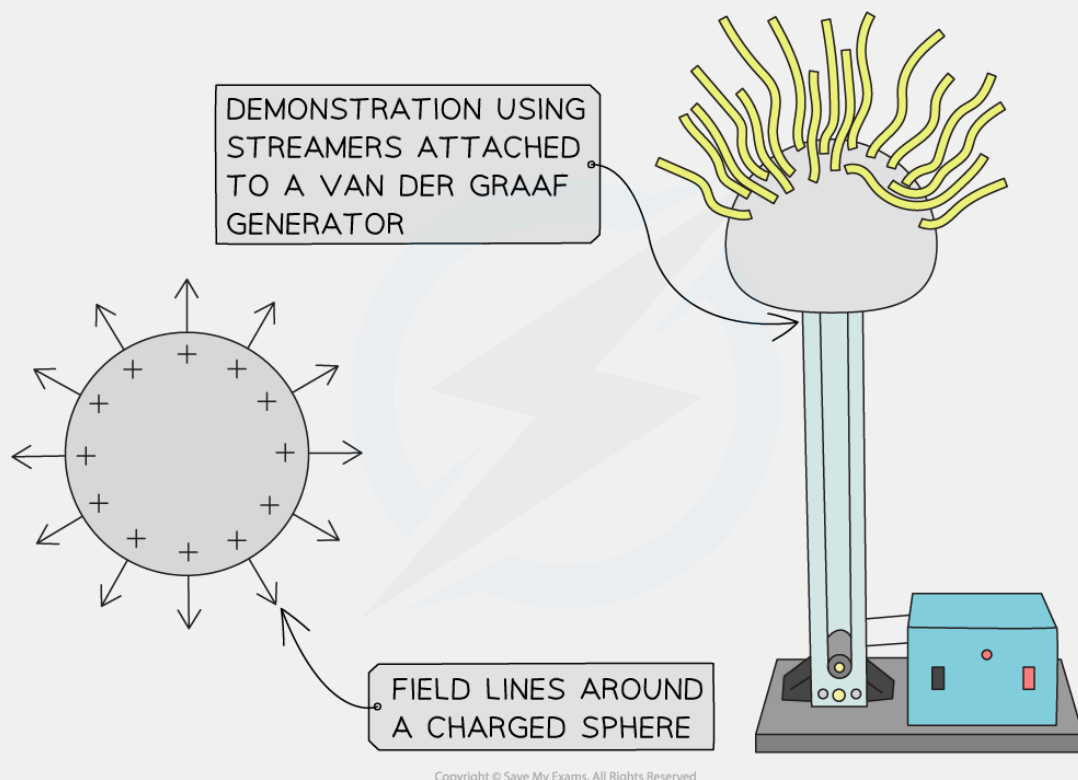 DEMONSTRATION USING
STREAMERS ATTACHED
TO A VAN DER GRAAF
GENERATOR
+ + + + + + + + + + + +
FIELD LINES AROUND
A CHARGED SPHERE
Copyright © Save My Exams. All Rights Reserved